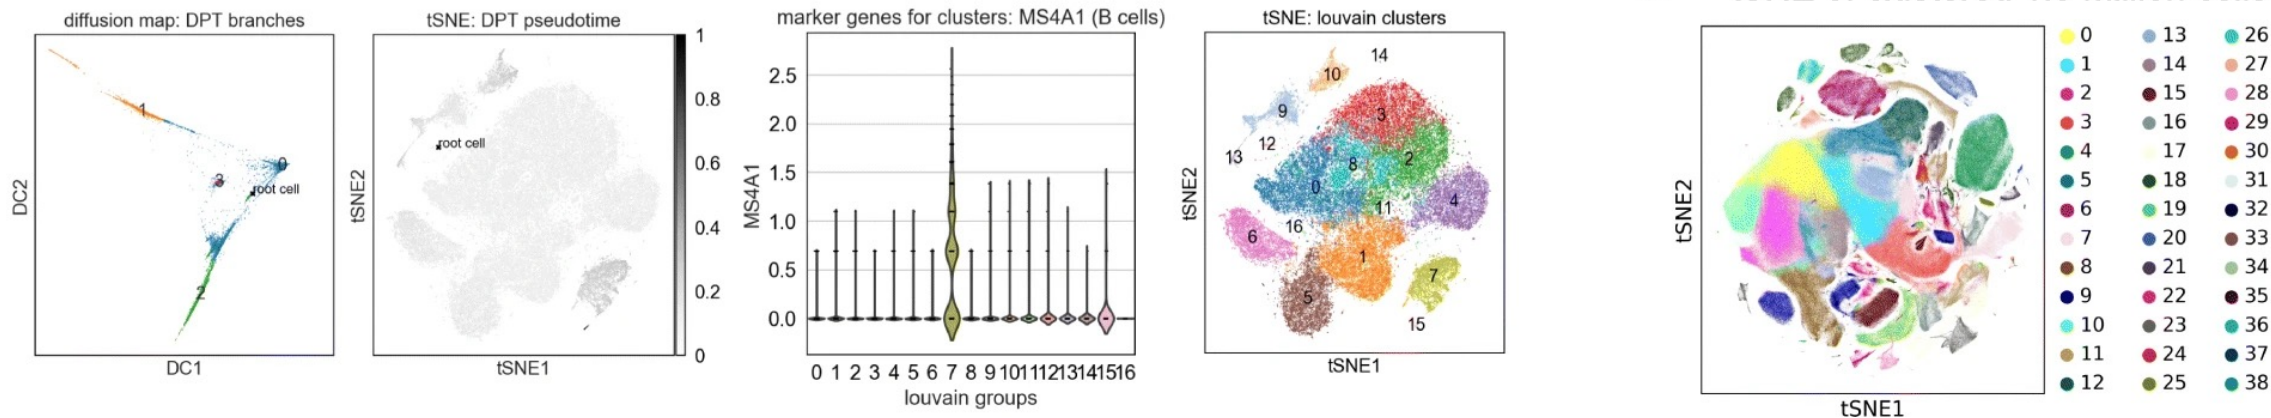 diffusion map: DPT branches
1
0
3
root cell
2
DC2
DC1
tSNE: DPT pseudotime
root cell
tSNE2
tSNE1
1
0.8
0.6
0.4
0.2
0
marker genes for clusters: MS4A1 (B cells)
MS4A1
2.5
2.0
1.5
1.0
0.5
0.0
0 1 2 3 4 5 6 7 8 9 10 11 12 13 14 15 16
louvain groups
tSNE: louvain clusters
14
10
3
9
12
13
8
2
0
4
11
16
6
1
7
5
15
tSNE2
tSNE1
tSNE2
tSNE1
0 13 26
1 14 27
2 15 28
3 16 29
4 17 30
5 18 31
6 19 32
7 20 33
8 21 34
9 22 35
10 23 36
11 24 37
12 25 38